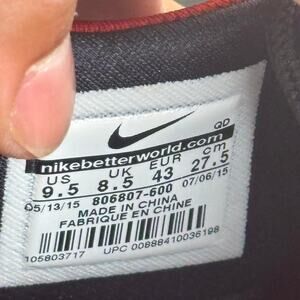 QD
nikebetterworld.com
US UK EUR cm
9.5 8.5 43 27.5
05/13/15 806807-600 07/06/15
MADE IN CHINA
FABRIQUE EN CHINE
105803717 UPC 00888410036198